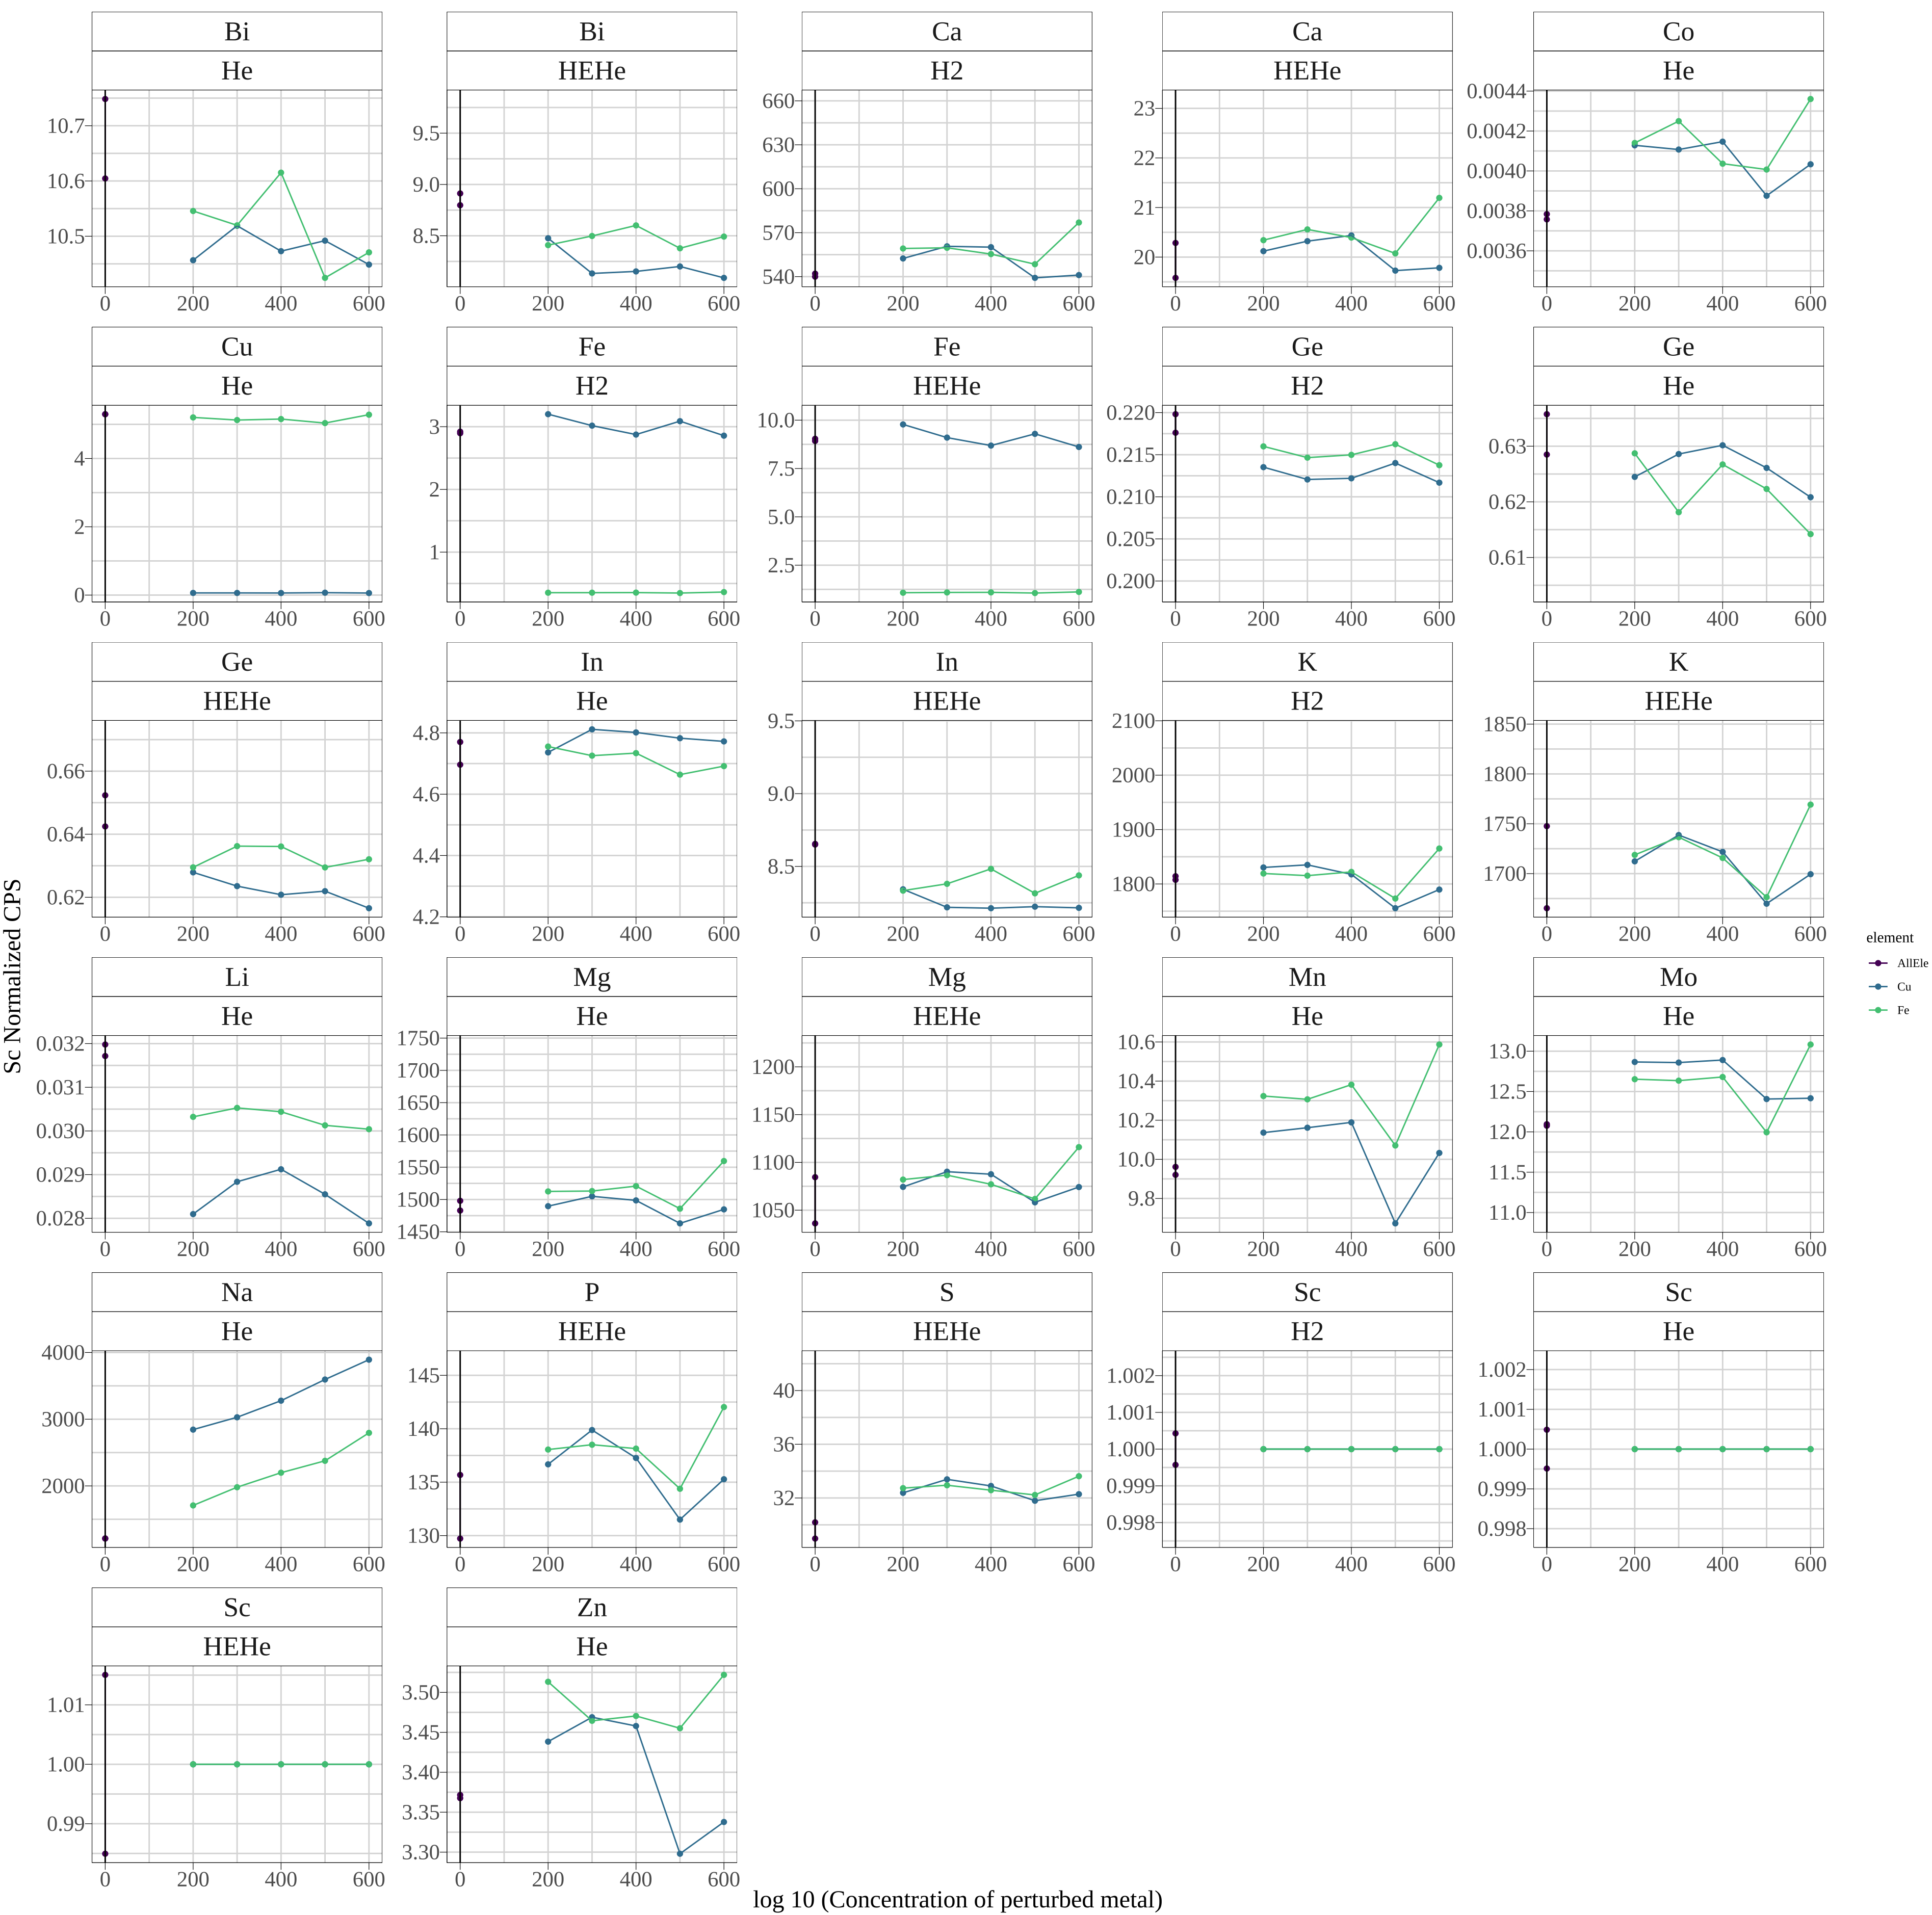 Bi
He
10.7
10.6
10.5
0 200 400 600
Bi
HEHe
9.5
9.0
8.5
0 200 400 600
Ca
H2
660
630
600
570
540
0 200 400 600
Ca
HEHe
23
22
21
20
0 200 400 600
Co
He
0.0044
0.0042
0.0040
0.0038
0.0036
0 200 400 600
Cu
He
4
2
0
0 200 400 600
Fe
H2
3
2
1
0 200 400 600
Fe
HEHe
10.0
7.5
5.0
2.5
0 200 400 600
Ge
H2
0.220
0.215
0.210
0.205
0.200
0 200 400 600
Ge
He
0.63
0.62
0.61
0 200 400 600
Ge
HEHe
0.66
0.64
0.62
0 200 400 600
In
He
4.8
4.6
4.4
4.2
0 200 400 600
In
HEHe
9.5
9.0
8.5
0 200 400 600
K
H2
2100
2000
1900
1800
0 200 400 600
K
HEHe
1850
1800
1750
1700
0 200 400 600
Li
He
0.032
0.031
0.030
0.029
0.028
0 200 400 600
Mg
He
1750
1700
1650
1600
1550
1500
1450
0 200 400 600
Mg
HEHe
1200
1150
1100
1050
0 200 400 600
Mn
He
10.6
10.4
10.2
10.0
9.8
0 200 400 600
Mo
He
13.0
12.5
12.0
11.5
11.0
0 200 400 600
Na
He
4000
3000
2000
0 200 400 600
P
HEHe
145
140
135
130
0 200 400 600
S
HEHe
40
36
32
0 200 400 600
Sc
H2
1.002
1.001
1.000
0.999
0.998
0 200 400 600
Sc
He
1.002
1.001
1.000
0.999
0.998
0 200 400 600
Sc
HEHe
1.01
1.00
0.99
0 200 400 600
Zn
He
3.50
3.45
3.40
3.35
3.30
0 200 400 600
Sc Normalized CPS
log 10 (Concentration of perturbed metal)
element
AllEle
Cu
Fe